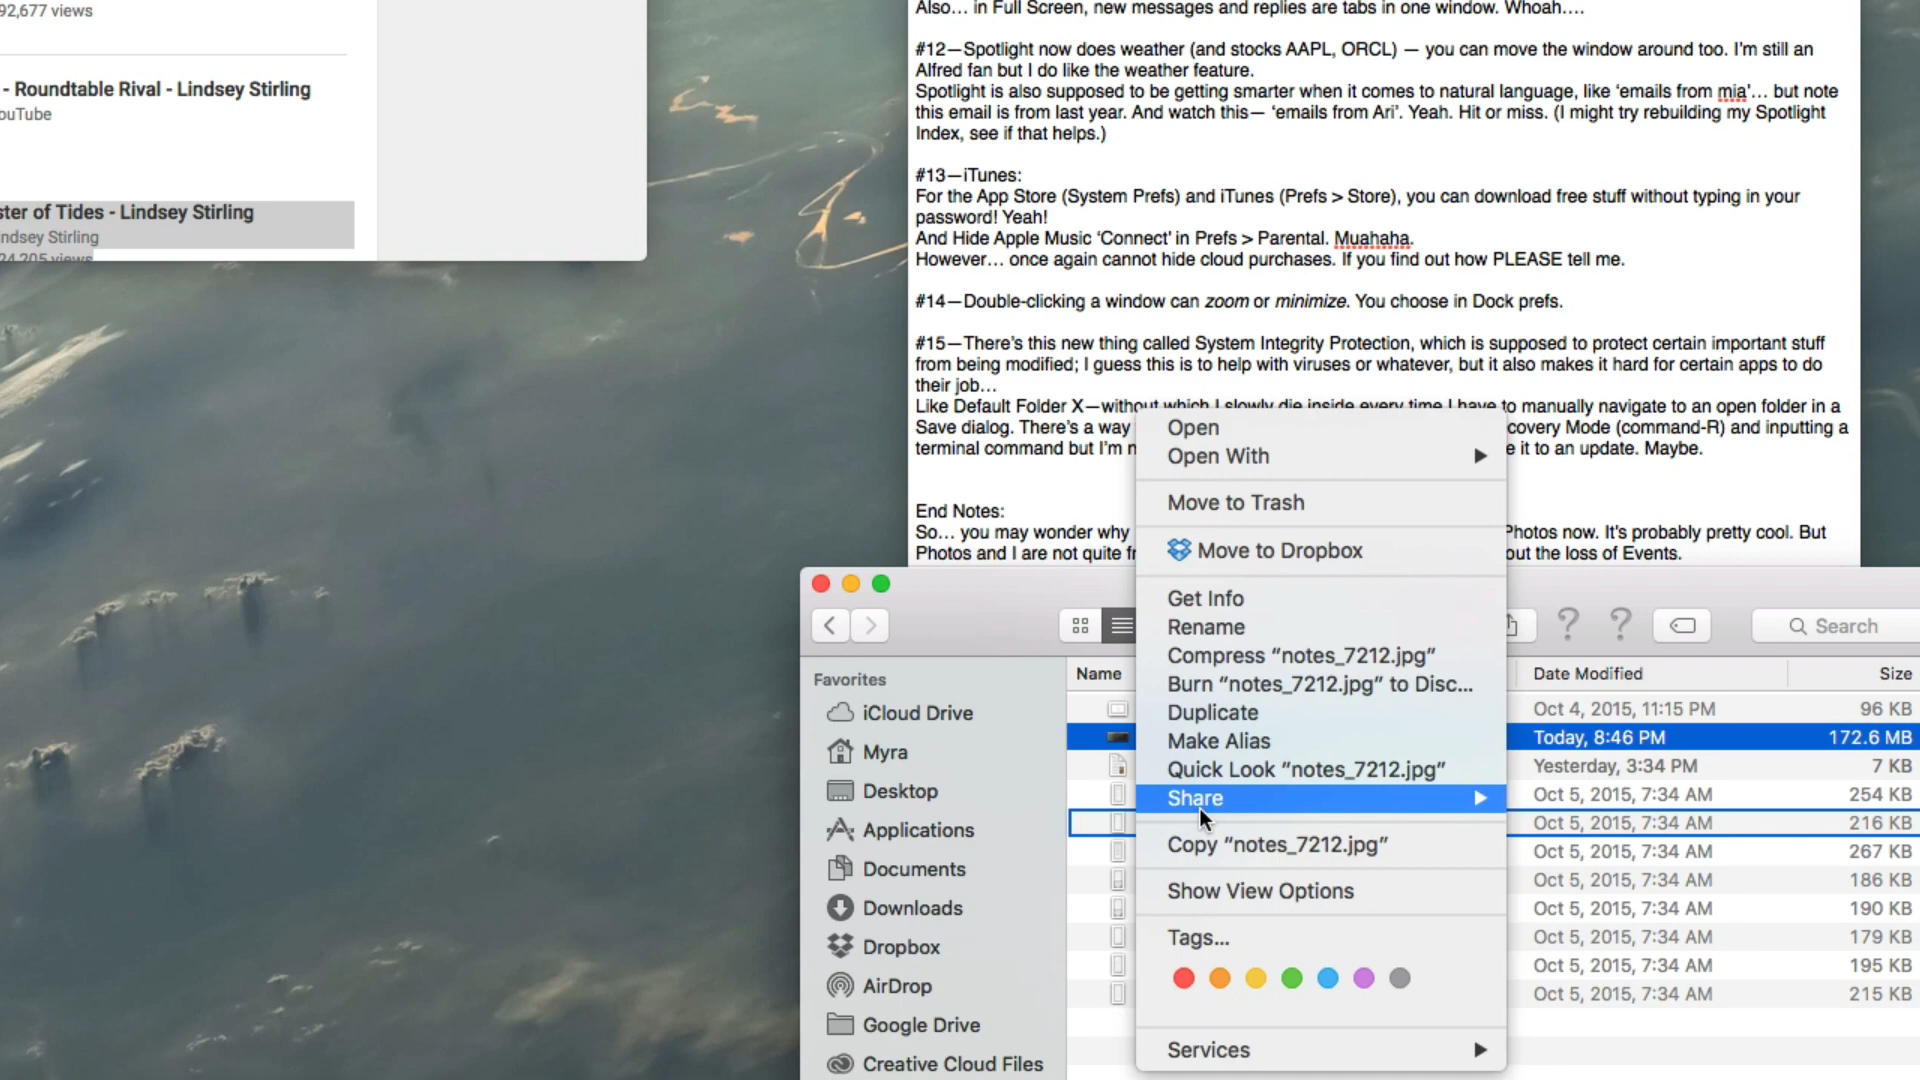 92,677 views
- Roundtable Rival - Lindsey Stirling
ouTube
ster of Tides - Lindsey Stirling
indsey Stirling
24,205 views
Also… in Full Screen, new messages and replies are tabs in one window. Whoah….
#12—Spotlight now does weather (and stocks AAPL, ORCL) — you can move the window around too. I'm still an
Alfred fan but I do like the weather feature.
Spotlight is also supposed to be getting smarter when it comes to natural language, like ‘emails from mia’… but note
this email is from last year. And watch this— ‘emails from Ari’. Yeah. Hit or miss. (I might try rebuilding my Spotlight
Index, see if that helps.)
#13—iTunes:
For the App Store (System Prefs) and iTunes (Prefs > Store), you can download free stuff without typing in your
password! Yeah!
And Hide Apple Music ‘Connect’ in Prefs > Parental. Muahaha.
However… once again cannot hide cloud purchases. If you find out how PLEASE tell me.
#14—Double-clicking a window can zoom or minimize. You choose in Dock prefs.
#15—There’s this new thing called System Integrity Protection, which is supposed to protect certain important stuff
from being modified; I guess this is to help with viruses or whatever, but it also makes it hard for certain apps to do
their job…
Like Default Folder X—without which I slowly die inside every time I have to manually navigate to an open folder in a
Save dialog. There’s a way covery Mode (command-R) and inputting a
terminal command but I’m e it to an update. Maybe.
End Notes:
So… you may wonder why Photos now. It’s probably pretty cool. But
Photos and I are not quite out the loss of Events.
Open
Open With
Move to Trash
Move to Dropbox
Get Info
Rename
Compress “notes_7212.jpg”
Burn “notes_7212.jpg” to Disc…
Duplicate
Make Alias
Quick Look “notes_7212.jpg”
Share
Copy “notes_7212.jpg”
Show View Options
Tags…
Services
Search
Favorites
iCloud Drive
Myra
Desktop
Applications
Documents
Downloads
Dropbox
AirDrop
Google Drive
Creative Cloud Files
Name Date Modified Size
Oct 4, 2015, 11:15 PM 96 KB
Today, 8:46 PM 172.6 MB
Yesterday, 3:34 PM 7 KB
Oct 5, 2015, 7:34 AM 254 KB
Oct 5, 2015, 7:34 AM 216 KB
Oct 5, 2015, 7:34 AM 267 KB
Oct 5, 2015, 7:34 AM 186 KB
Oct 5, 2015, 7:34 AM 190 KB
Oct 5, 2015, 7:34 AM 179 KB
Oct 5, 2015, 7:34 AM 195 KB
Oct 5, 2015, 7:34 AM 215 KB